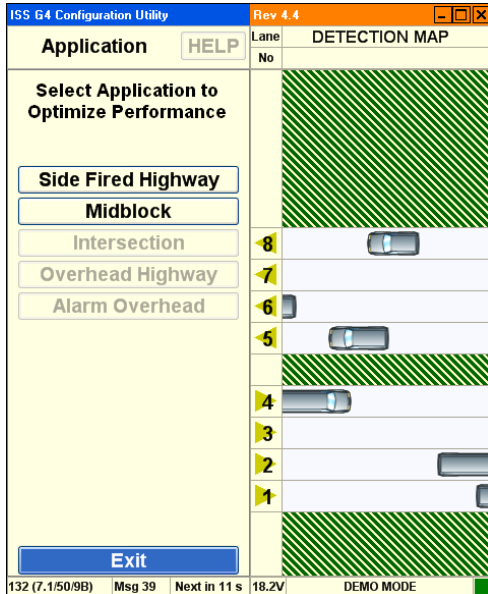 ISS G4 Configuration Utility
Rev 4.4
Application
HELP
Lane
No
DETECTION MAP
Select Application to
Optimize Performance
Side Fired Highway
Midblock
Intersection
Overhead Highway
Alarm Overhead
8
7
6
5
4
3
2
1
Exit
132 (7.1/50/9B)
Msg 39
Next in 11 s
18.2V
DEMO MODE